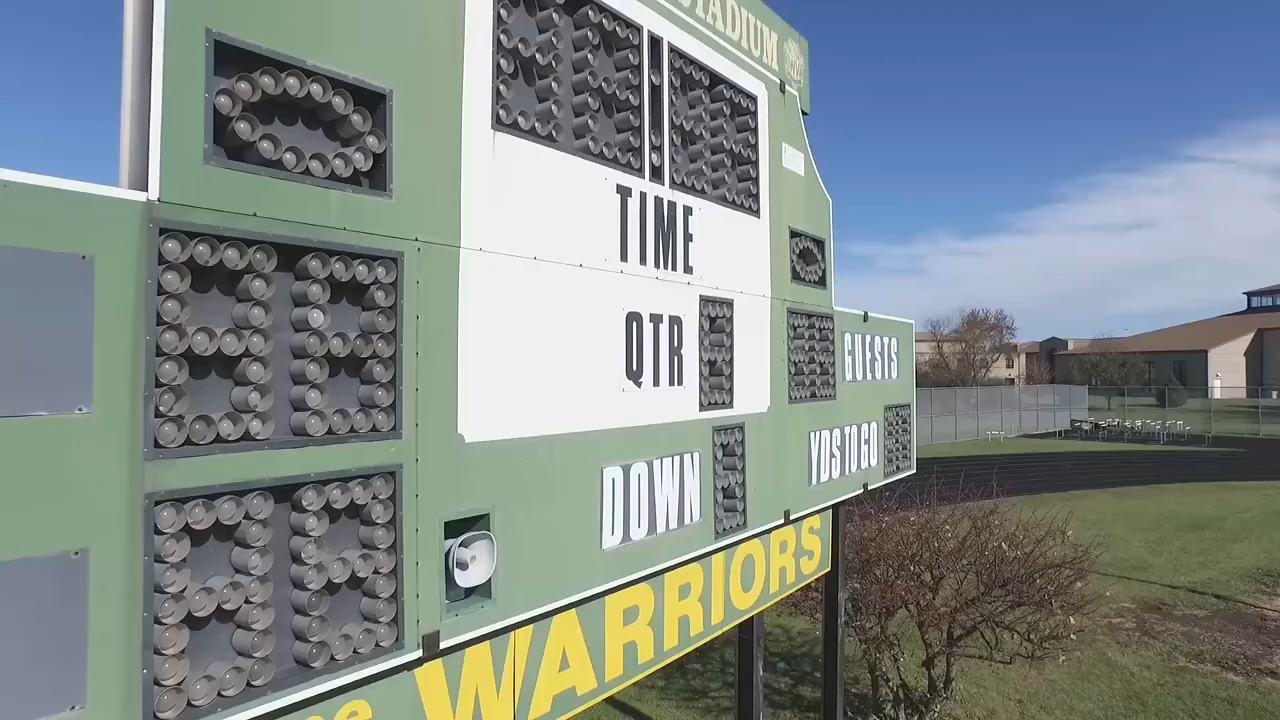 STADIUM
TIME
QTR
GUESTS
DOWN
YDS TO GO
WARRIORS